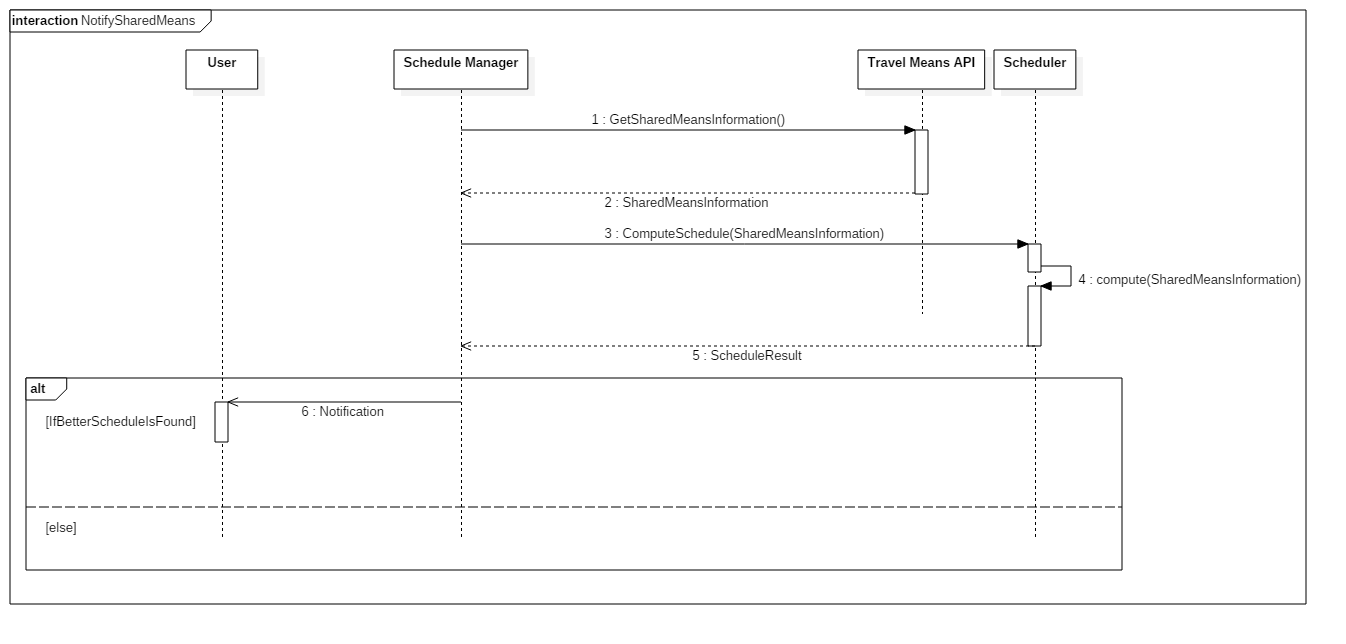 interaction NotifySharedMeans
User
Schedule Manager
Travel Means API
Scheduler
1 : GetSharedMeansInformation()
2 : SharedMeansInformation
3 : ComputeSchedule(SharedMeansInformation)
4 : compute(SharedMeansInformation)
5 : ScheduleResult
alt
6 : Notification
[IfBetterScheduleIsFound]
[else]